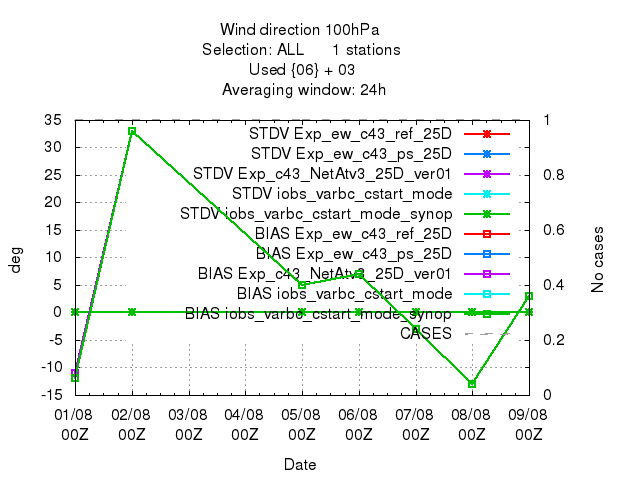 Wind direction 100hPa
Selection: ALL 1 stations
Used {06} + 03
Averaging window: 24h
35 1
STDV Exp_ew_c43_ref_25D
30
STDV Exp_ew_c43_ps_25D
25 0.8
STDV Exp_c43_NetAtv3_25D_ver01
STDV iobs_varbc_cstart_mode
20
STDV iobs_varbc_cstart_mode_synop
15 0.6
BIAS Exp_ew_c43_ref_25D
10
BIAS Exp_ew_c43_ps_25D
deg
No cases
BIAS Exp_c43_NetAtv3_25D_ver01
5 0.4
BIAS iobs_varbc_cstart_mode
0
BIAS iobs_varbc_cstart_mode_synop
CASES
-5 0.2
-10
-15 0
01/08 02/08 03/08 04/08 05/08 06/08 07/08 08/08 09/08
00Z 00Z 00Z 00Z 00Z 00Z 00Z 00Z 00Z
Date